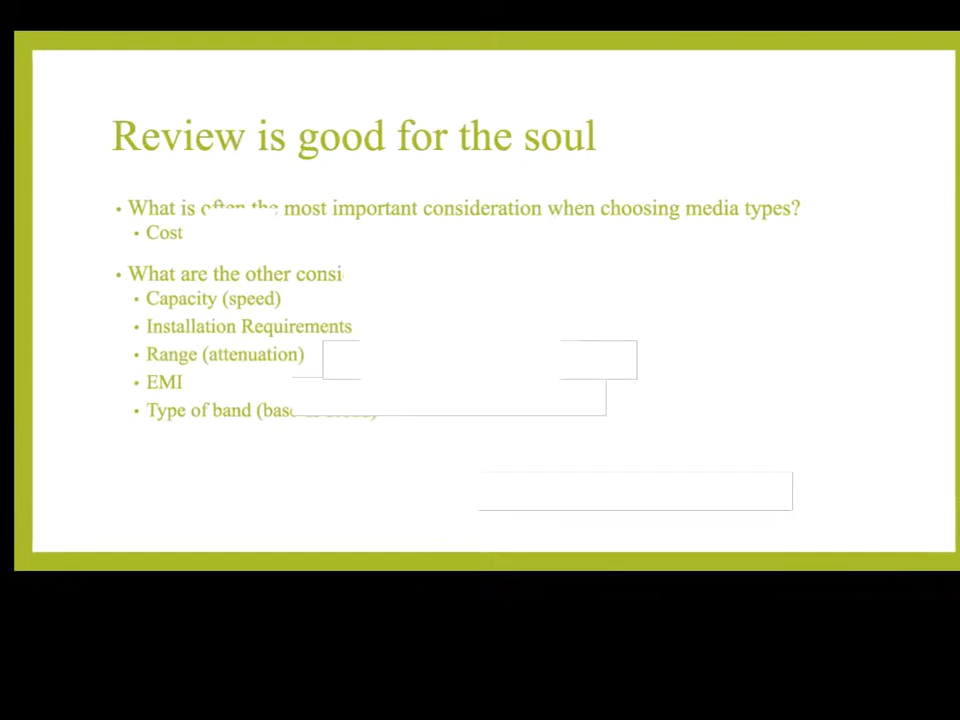 Review is good for the soul
• What is often the most important consideration when choosing media types?
• Cost
• What are the other
• Capacity (speed)
• Installation Requirements
• Range (attenuation)
• EMI
• Type of band